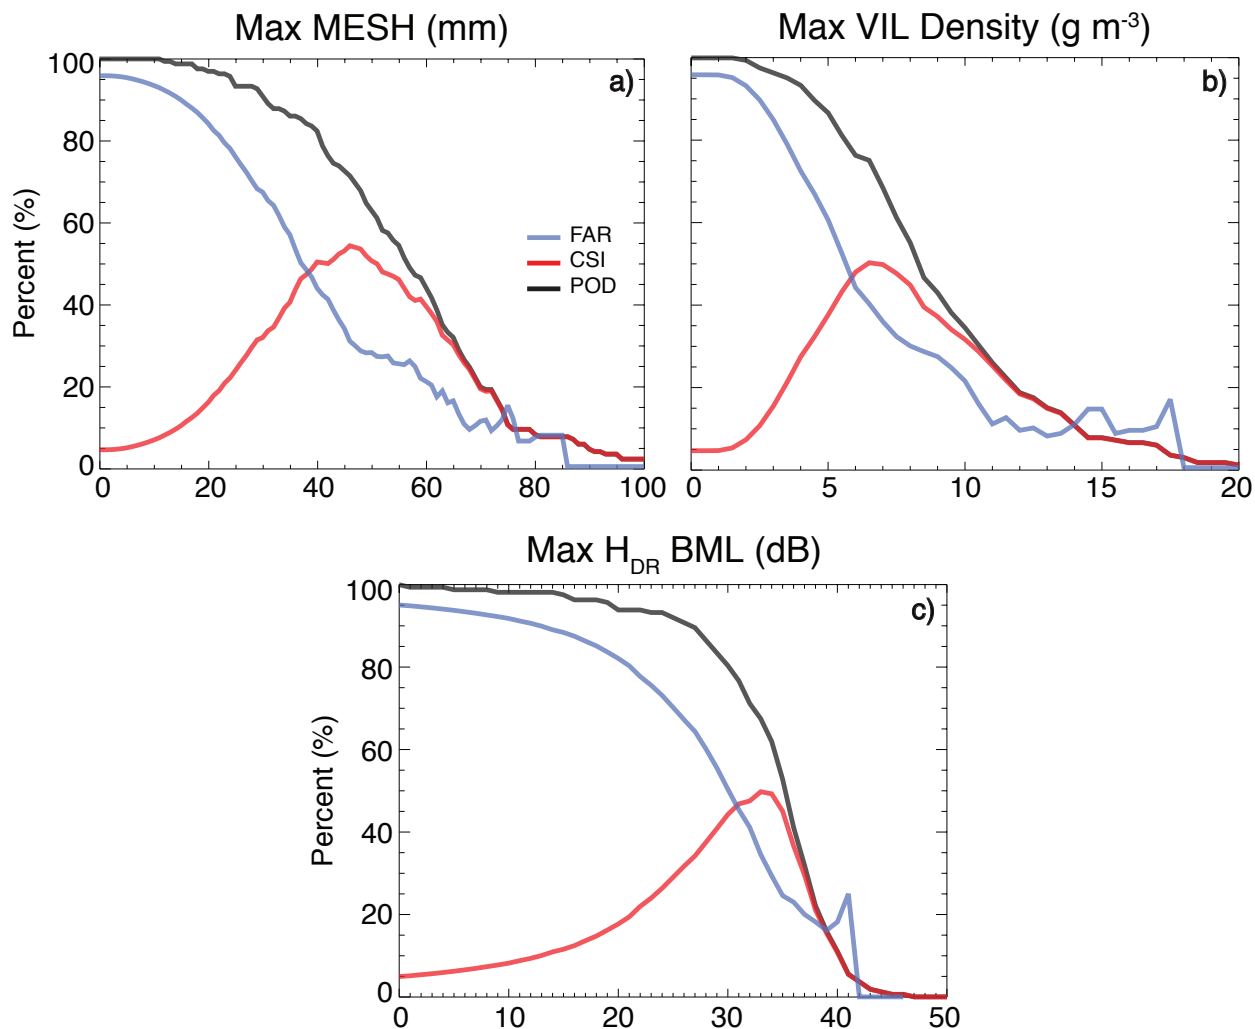 Max MESH (mm)
a)
Percent (%)
100
80
60
40
20
0
0 20 40 60 80 100
FAR
CSI
POD
Max VIL Density (g m-3)
b)
0 5 10 15 20
Max HDR BML (dB)
c)
Percent (%)
100
80
60
40
20
0
0 10 20 30 40 50